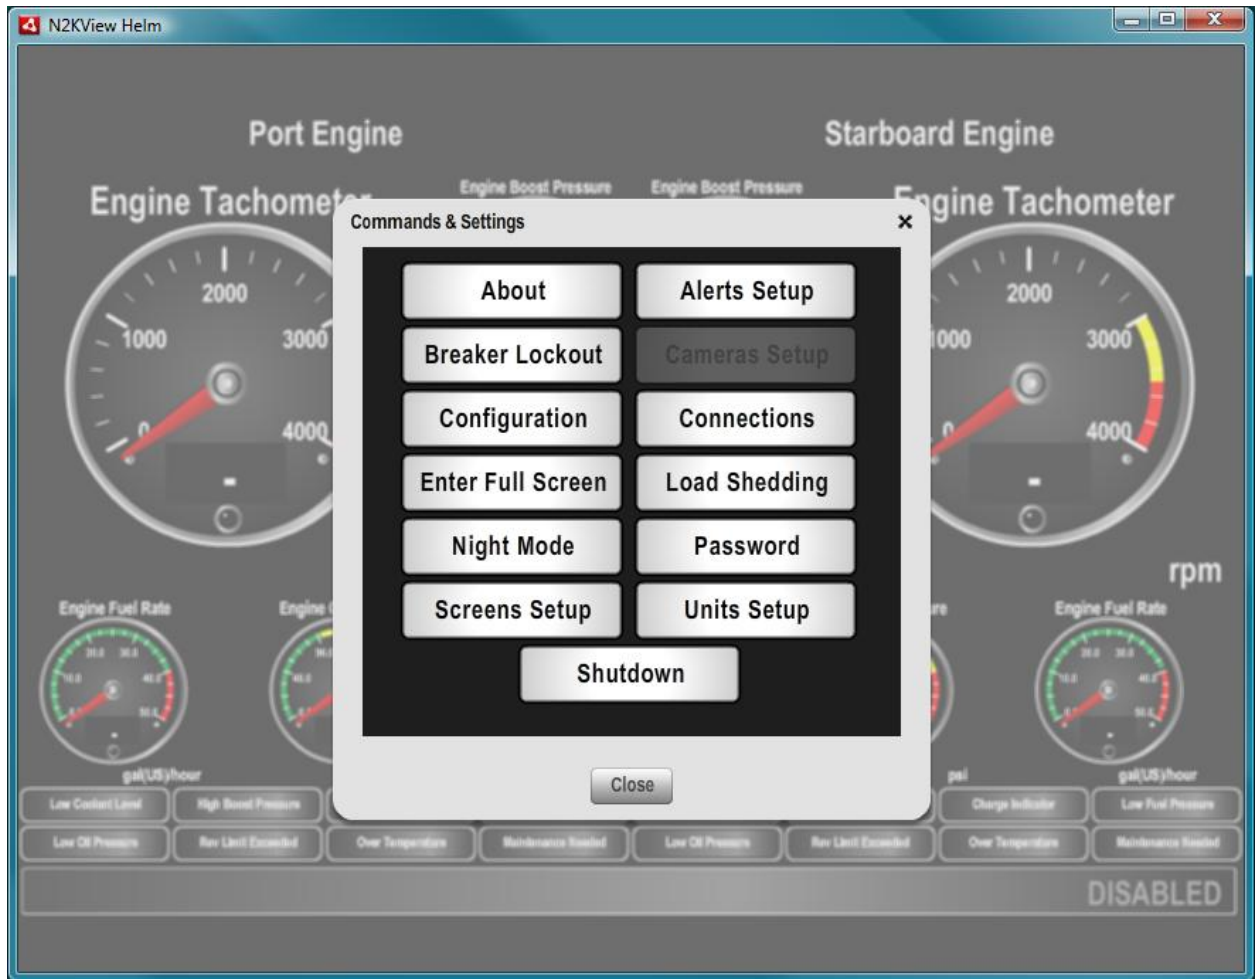 N2KView Helm
Port Engine
Starboard Engine
Engine Tachometer
Engine Boost Pressure
Engine Boost Pressure
Engine Tachometer
Commands & Settings
About
Alerts Setup
Breaker Lockout
Cameras Setup
Configuration
Connections
Enter Full Screen
Load Shedding
Night Mode
Password
Screens Setup
Units Setup
Shutdown
Close
2000
1000
3000
0
4000
-
2000
1000
3000
0
4000
-
rpm
Engine Fuel Rate
Engine
Engine Fuel Rate
gal(US)/hour
psi
gal(US)/hour
Low Coolant Level
High Boost Pressure
Charge Indicator
Low Fuel Pressure
Low Oil Pressure
Rev Limit Exceeded
Over Temperature
Maintenance Needed
Low Oil Pressure
Rev Limit Exceeded
Over Temperature
Maintenance Needed
DISABLED